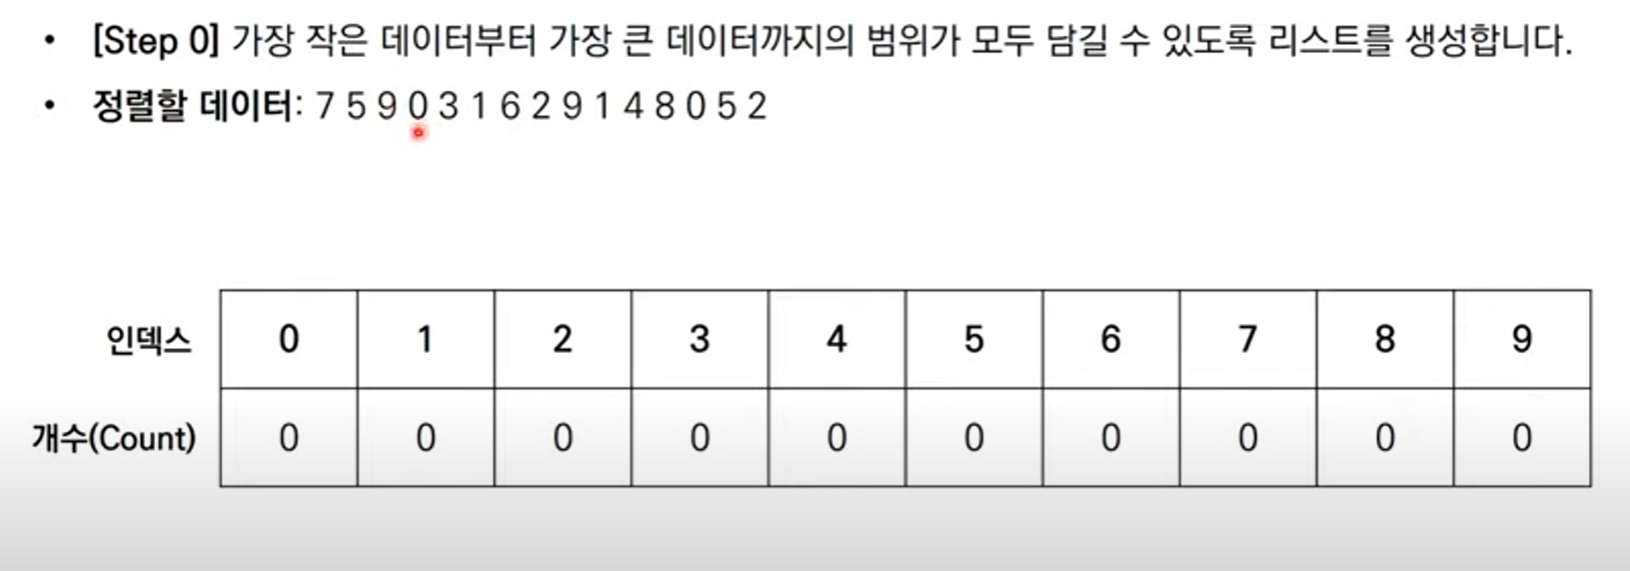 • [Step 0] 가장 작은 데이터부터 가장 큰 데이터까지의 범위가 모두 담길 수 있도록 리스트를 생성합니다.
• 정렬할 데이터: 7 5 9 0 3 1 6 2 9 1 4 8 0 5 2
인덱스 0 1 2 3 4 5 6 7 8 9
개수(Count) 0 0 0 0 0 0 0 0 0 0